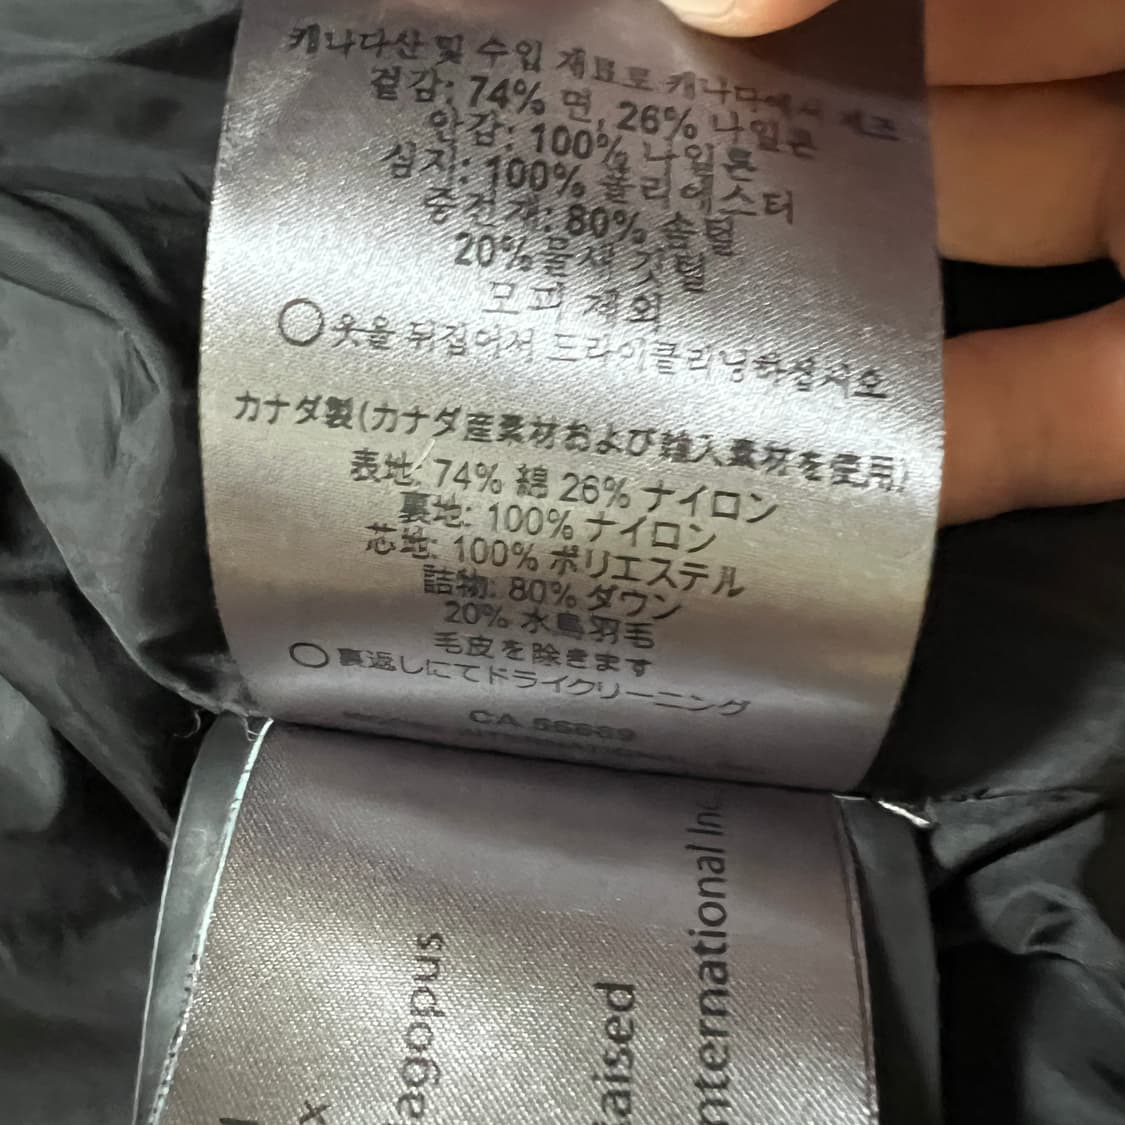 캐나다산 및 수입 재료로 캐나다에서 제조
겉감: 74% 면, 26% 나일론
안감: 100% 나일론
심지: 100% 폴리에스터
충전재: 80% 솜털
20% 물새 깃털
모피 제외
옷을 뒤집어서 드라이클리닝하십시오
カナダ製(カナダ産素材および輸入素材を使用)
表地: 74% 綿 26% ナイロン
裏地: 100% ナイロン
芯地: 100% ポリエステル
詰物: 80% ダウン
20% 水鳥羽毛
毛皮を除きます
裏返しにてドライクリーニング
CA
x
agopus
aised
nternational Inc